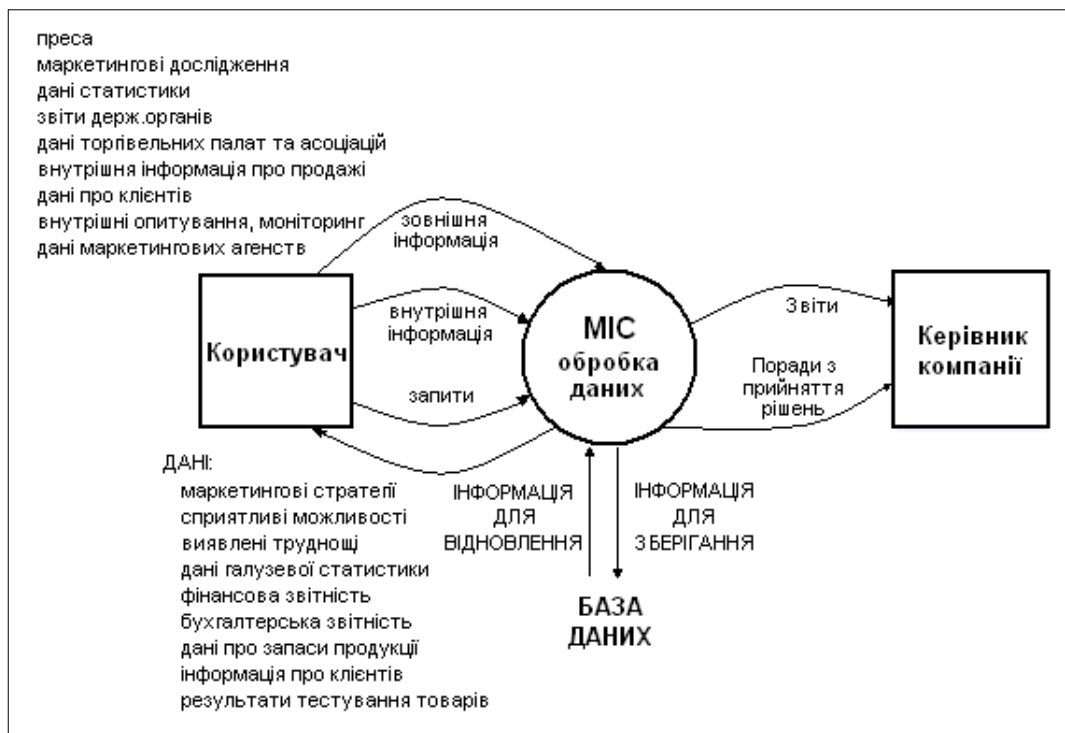 преса
маркетингові дослідження
дані статистики
звіти держ.органів
дані торгівельних палат та асоціацій
внутрішня інформація про продажі
дані про клієнтів
внутрішні опитування, моніторинг
дані маркетингових агенств
зовнішня
інформація
внутрішня
інформація
запити
Користувач
МІС
обробка
даних
Звіти
Поради з
прийняття
рішень
Керівник
компанії
ДАНІ:
маркетингові стратегії
сприятливі можливості
виявлені труднощі
дані галузевої статистики
фінансова звітність
бухгалтерська звітність
дані про запаси продукції
інформація про клієнтів
результати тестування товарів
ІНФОРМАЦІЯ
ДЛЯ
ВІДНОВЛЕННЯ
ІНФОРМАЦІЯ
ДЛЯ
ЗБЕРІГАННЯ
БАЗА
ДАНИХ